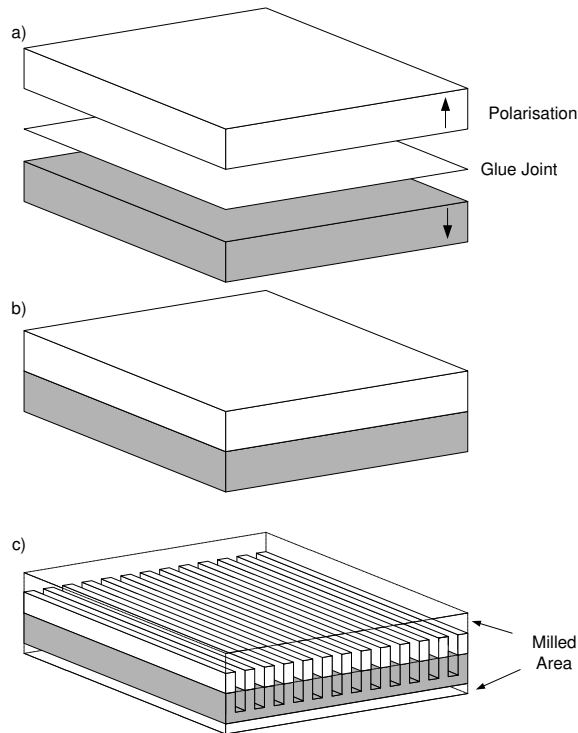 a)
Polarisation
Glue Joint
b)
c)
Milled
Area